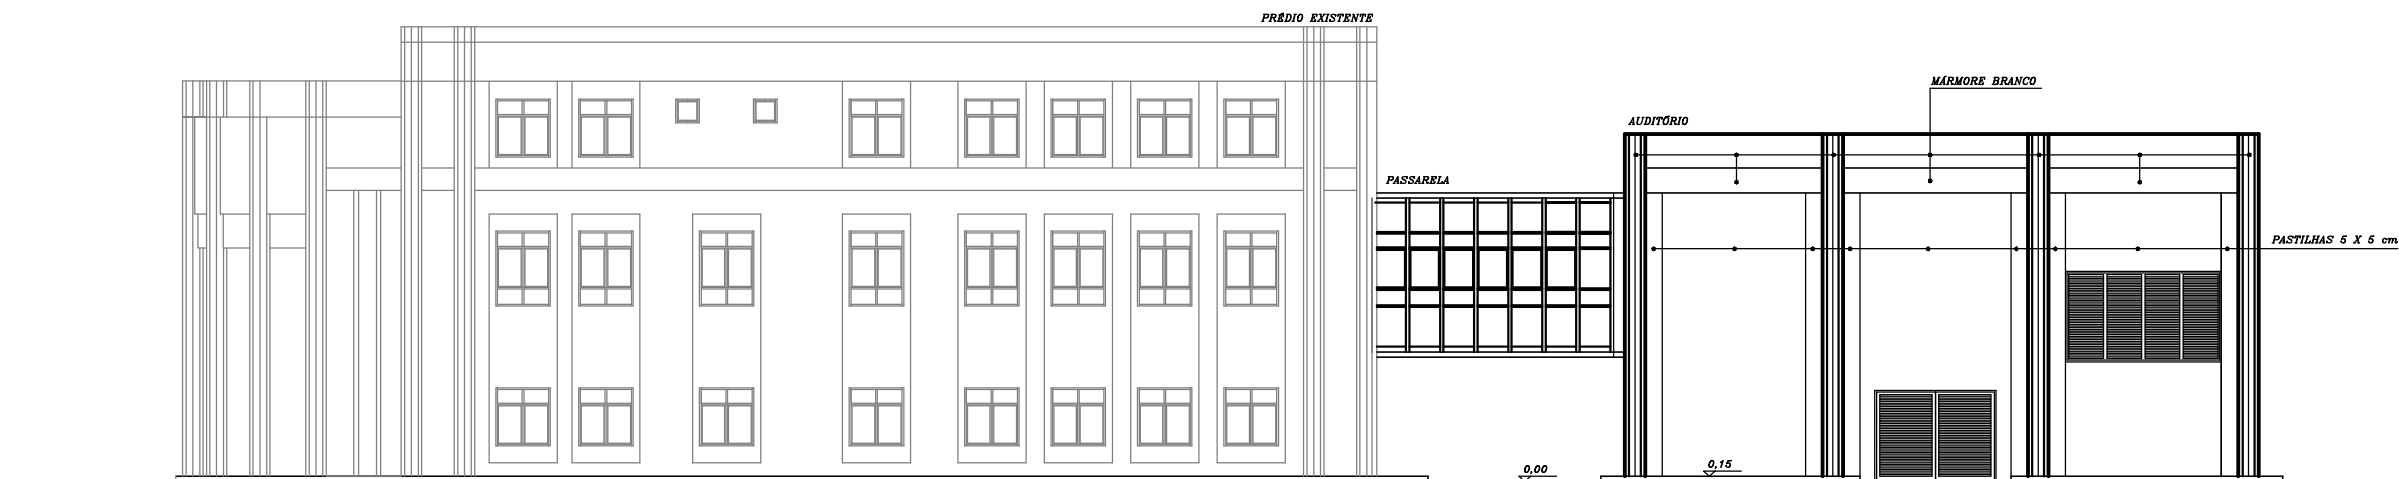 PRÉDIO EXISTENTE
MÁRMORE BRANCO
AUDITÓRIO
PASSARELA
PASTILHAS 5 X 5 cm
0,15
0,00